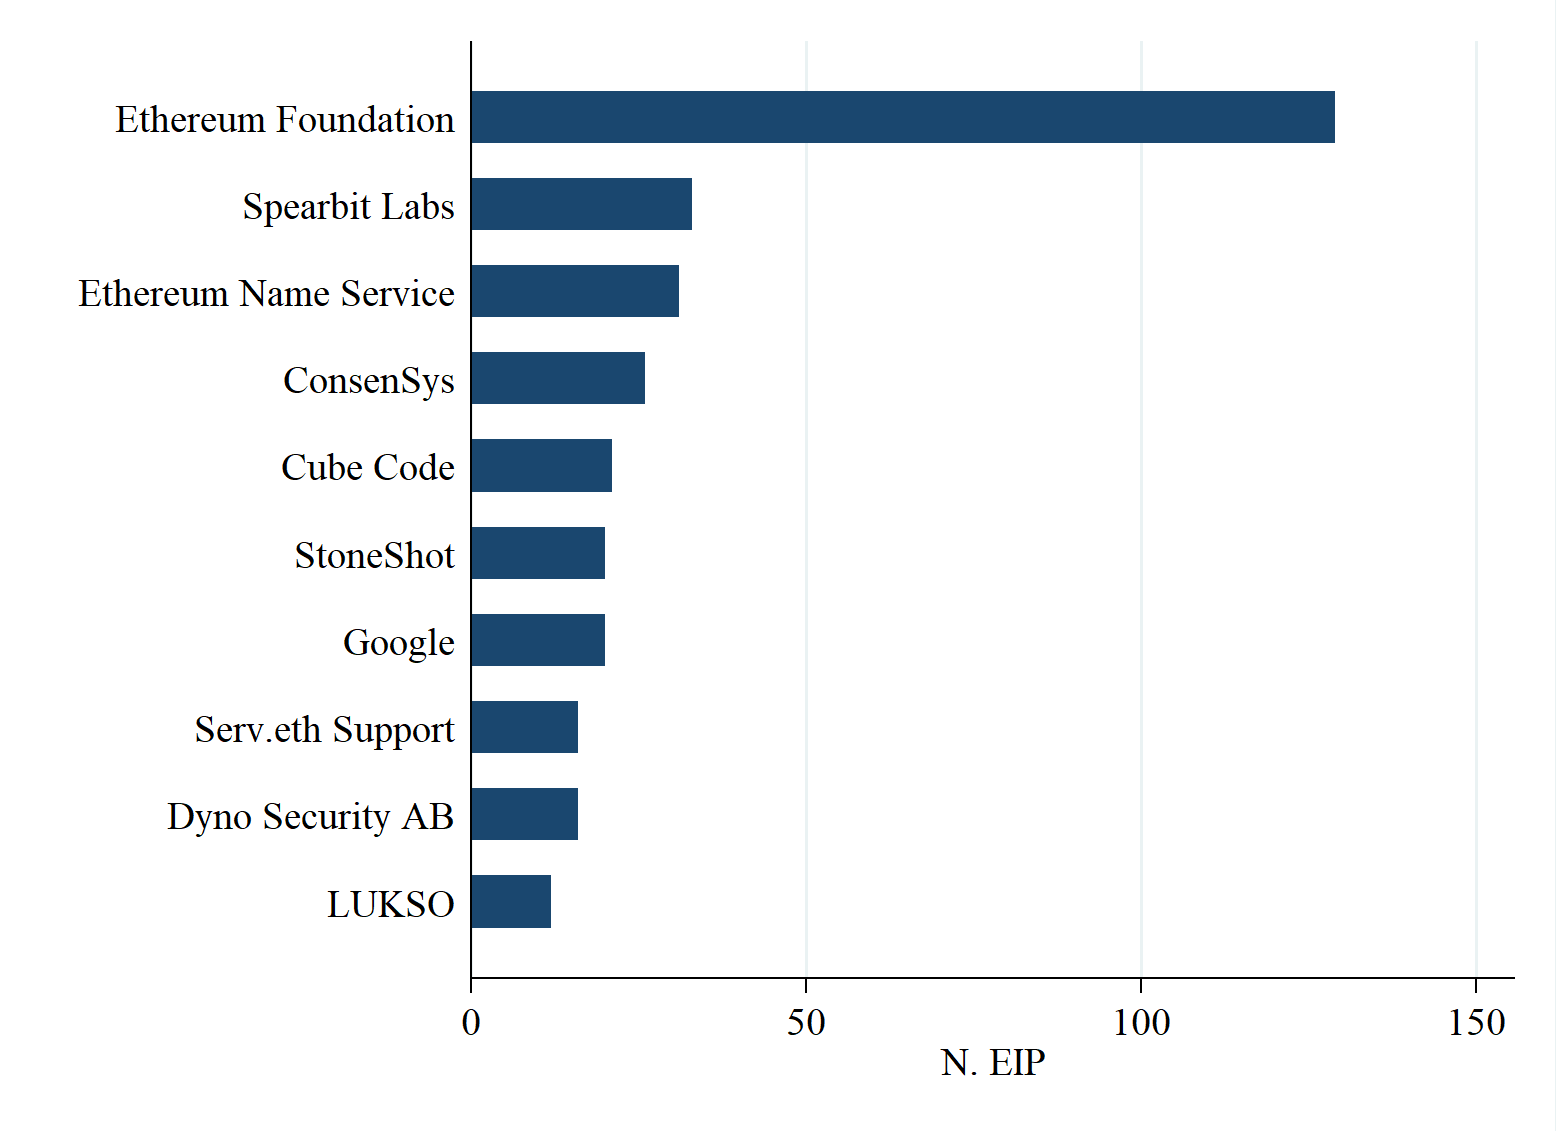 Ethereum Foundation
Spearbit Labs
Ethereum Name Service
ConsenSys
Cube Code
StoneShot
Google
Serv.eth Support
Dyno Security AB
LUKSO
0 50 100 150
N. EIP